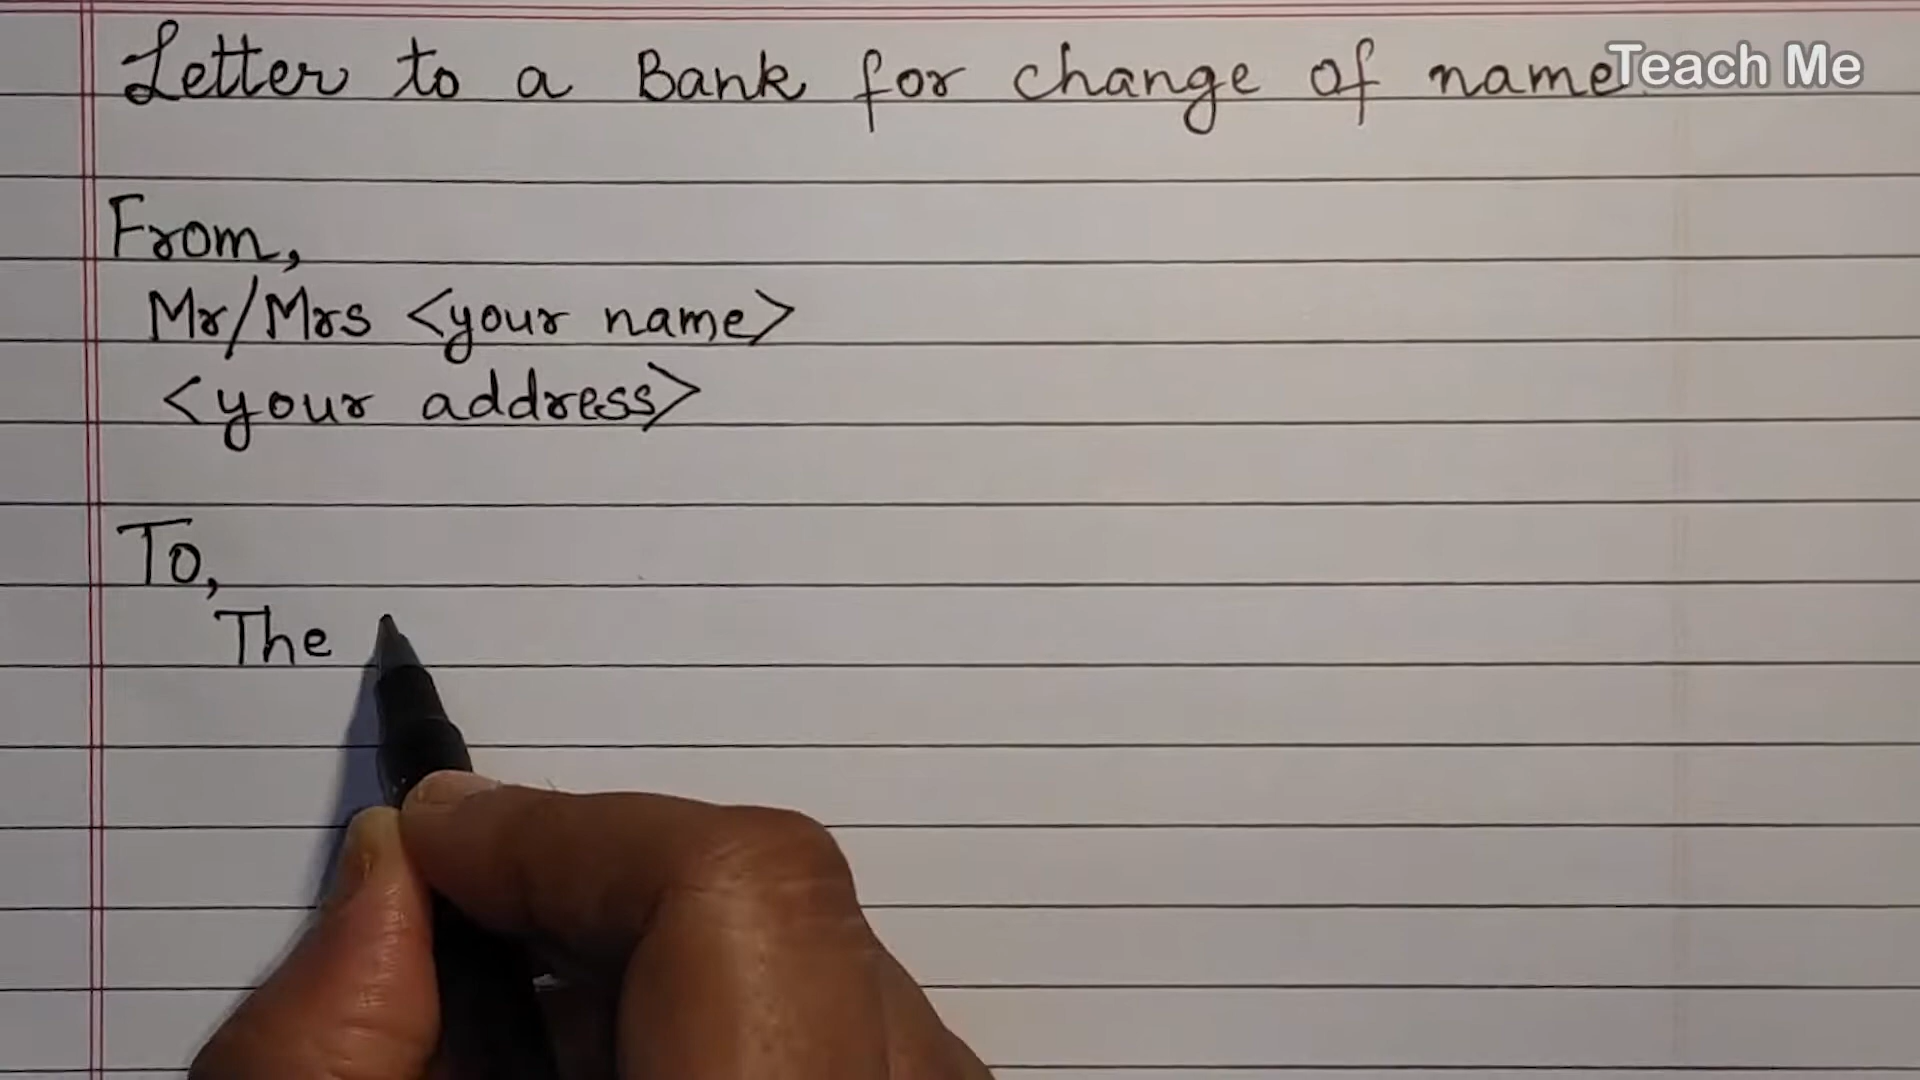 Letter to a Bank for change of name
Teach Me
From,
Mr/Mrs <your name>
<your address>
To,
The